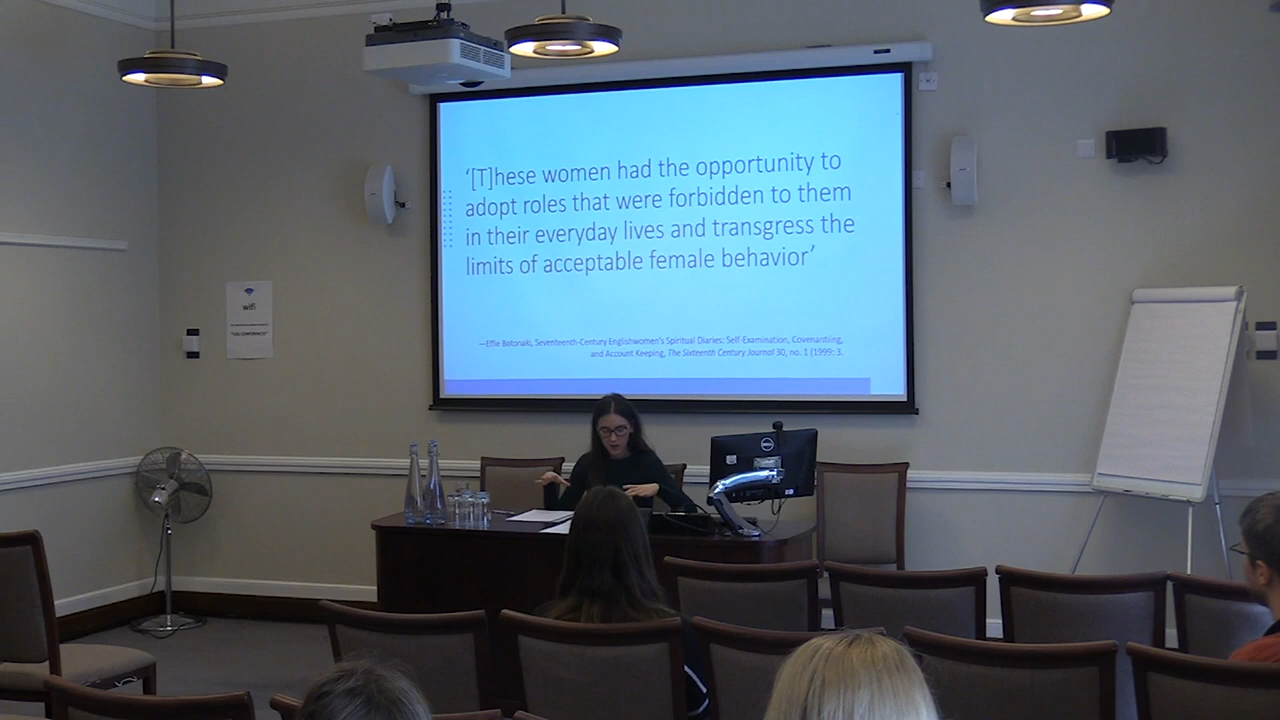 ‘[T]hese women had the opportunity to
adopt roles that were forbidden to them
in their everyday lives and transgress the
limits of acceptable female behavior’
—Effie Botonaki, Seventeenth-Century Englishwomen's Spiritual Diaries: Self-Examination, Covenanting,
and Account Keeping, The Sixteenth Century Journal 30, no. 1 (1999: 3.
wifi
DELL